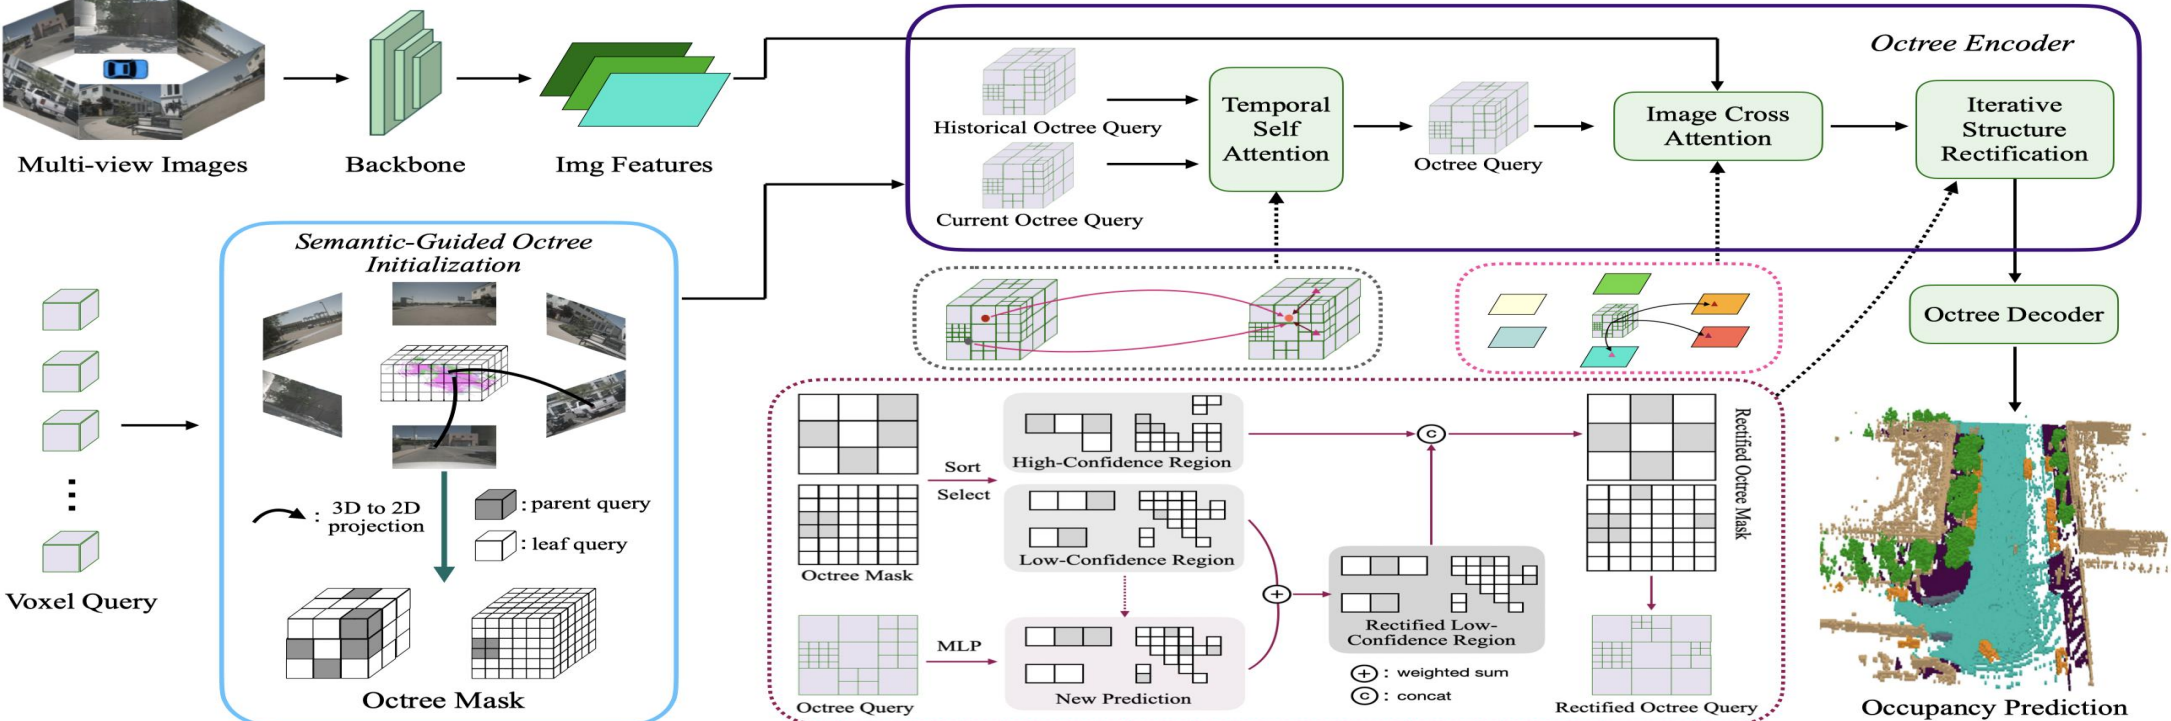 Multi-view Images
Backbone
Img Features
Octree Encoder
Historical Octree Query
Current Octree Query
Temporal
Self
Attention
Octree Query
Image Cross
Attention
Iterative
Structure
Rectification
Octree Decoder
Occupancy Prediction
Voxel Query
Semantic-Guided Octree
Initialization
: 3D to 2D
projection
: parent query
: leaf query
Octree Mask
Octree Mask
Sort
Select
High-Confidence Region
Low-Confidence Region
Octree Query
MLP
New Prediction
+
c
Rectified Low-
Confidence Region
+ : weighted sum
c : concat
Rectified Octree Mask
Rectified Octree Query